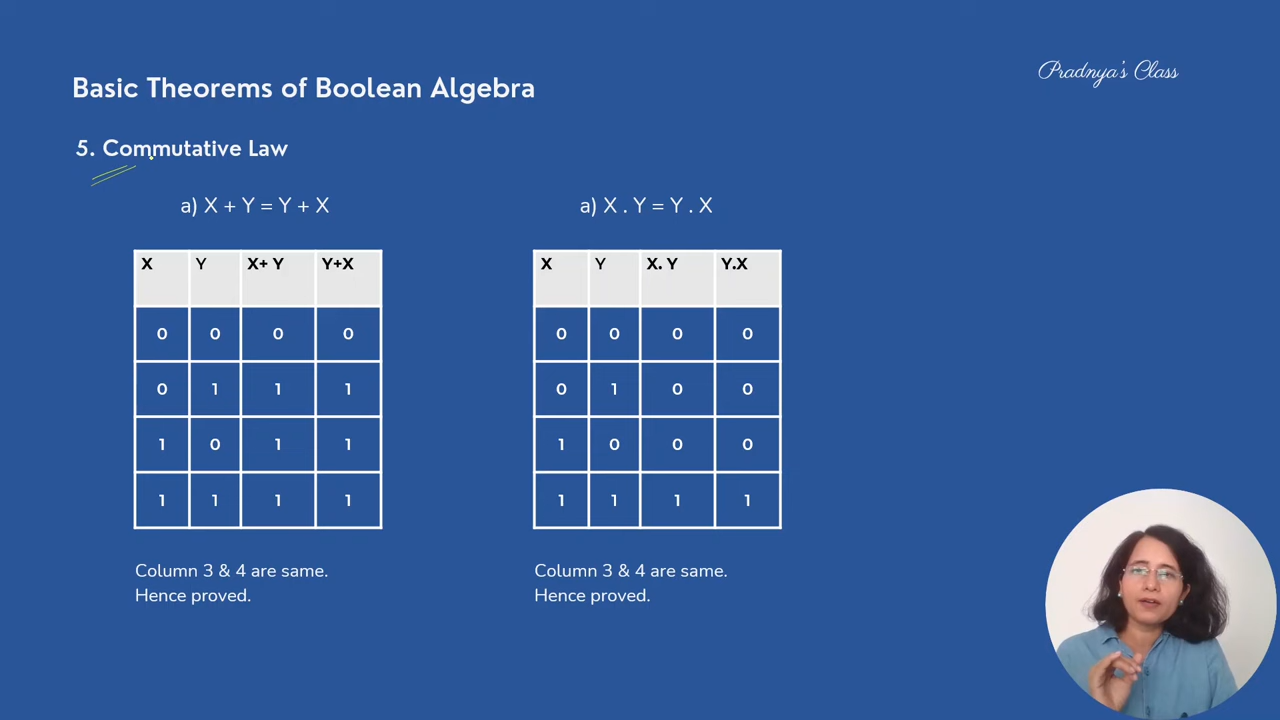 Pradnya's Class
Basic Theorems of Boolean Algebra
5. Commutative Law
a) X + Y = Y + X
X Y X+ Y Y+X
0 0 0 0
0 1 1 1
1 0 1 1
1 1 1 1
Column 3 & 4 are same.
Hence proved.
a) X . Y = Y . X
X Y X. Y Y.X
0 0 0 0
0 1 0 0
1 0 0 0
1 1 1 1
Column 3 & 4 are same.
Hence proved.